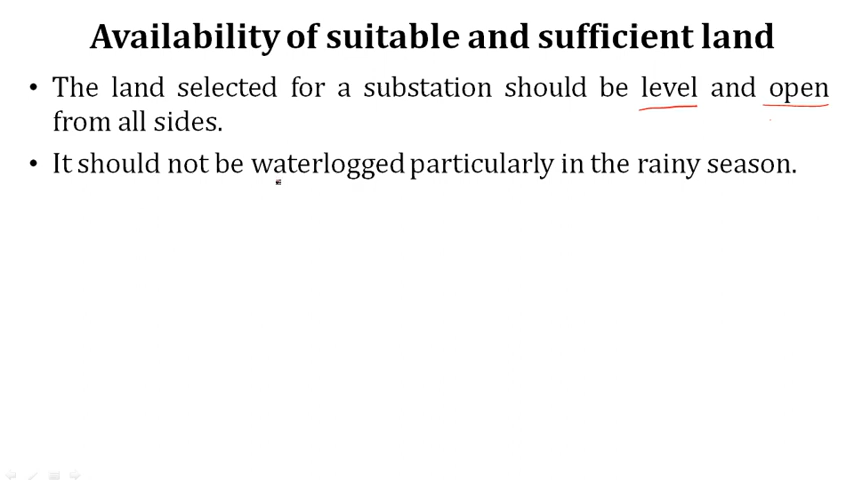 Availability of suitable and sufficient land
• The land selected for a substation should be level and open
from all sides.
• It should not be waterlogged particularly in the rainy season.